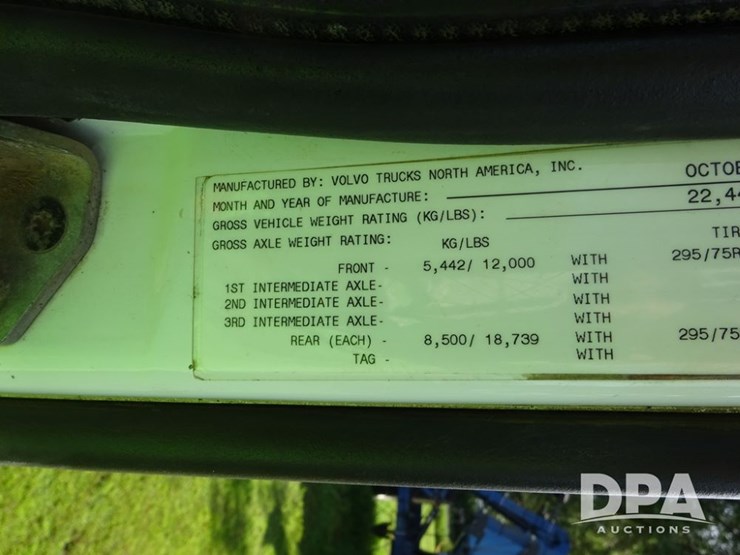 MANUFACTURED BY: VOLVO TRUCKS NORTH AMERICA, INC.
MONTH AND YEAR OF MANUFACTURE:
GROSS VEHICLE WEIGHT RATING (KG/LBS): 22,4
GROSS AXLE WEIGHT RATING: KG/LBS TIR
FRONT - 5,442/ 12,000 WITH 295/75R
1ST INTERMEDIATE AXLE- WITH
2ND INTERMEDIATE AXLE- WITH
3RD INTERMEDIATE AXLE- WITH
REAR (EACH) - 8,500/ 18,739 WITH 295/75
TAG - WITH
DPA
AUCTIONS